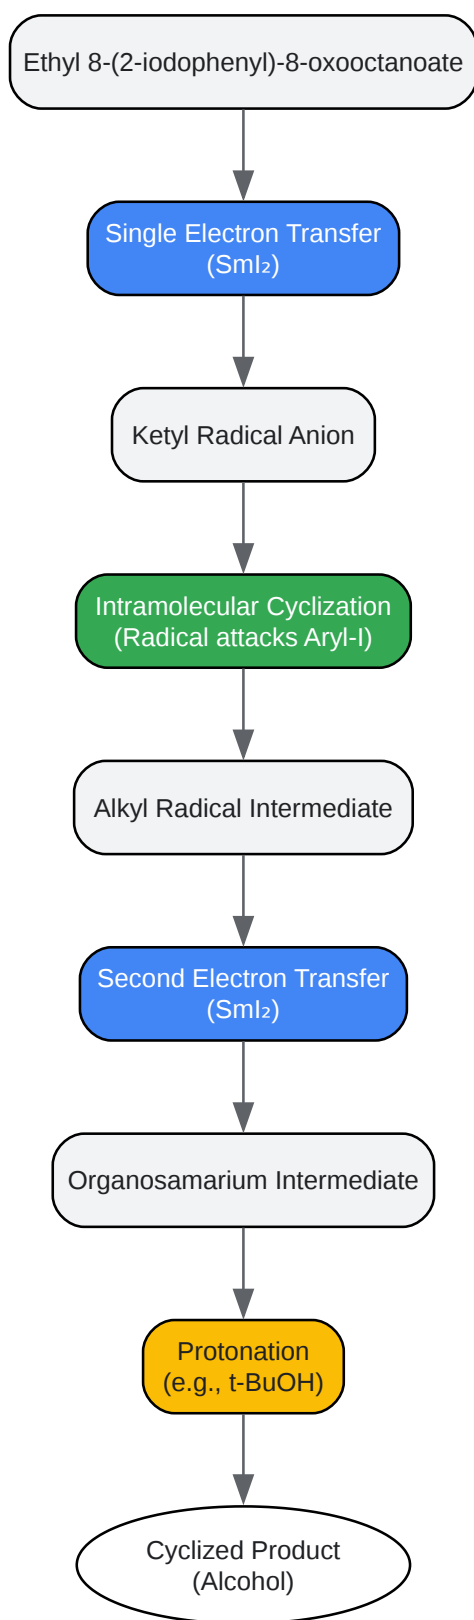 Ethyl 8-(2-iodophenyl)-8-oxooctanoate
Single Electron Transfer
(SmI₂)
Ketyl Radical Anion
Intramolecular Cyclization
(Radical attacks Aryl-I)
Alkyl Radical Intermediate
Second Electron Transfer
(SmI₂)
Organosamarium Intermediate
Protonation
(e.g., t-BuOH)
Cyclized Product
(Alcohol)